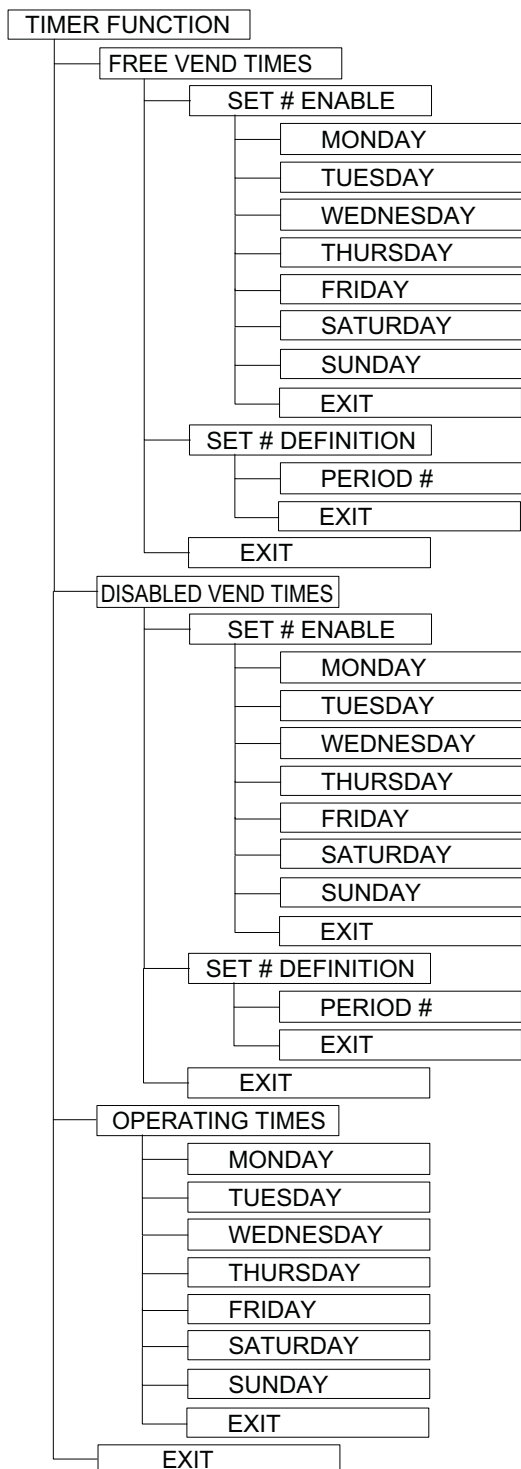 TIMER FUNCTION
FREE VEND TIMES
SET # ENABLE
MONDAY
TUESDAY
WEDNESDAY
THURSDAY
FRIDAY
SATURDAY
SUNDAY
EXIT
SET # DEFINITION
PERIOD #
EXIT
EXIT
DISABLED VEND TIMES
SET # ENABLE
MONDAY
TUESDAY
WEDNESDAY
THURSDAY
FRIDAY
SATURDAY
SUNDAY
EXIT
SET # DEFINITION
PERIOD #
EXIT
EXIT
OPERATING TIMES
MONDAY
TUESDAY
WEDNESDAY
THURSDAY
FRIDAY
SATURDAY
SUNDAY
EXIT
EXIT